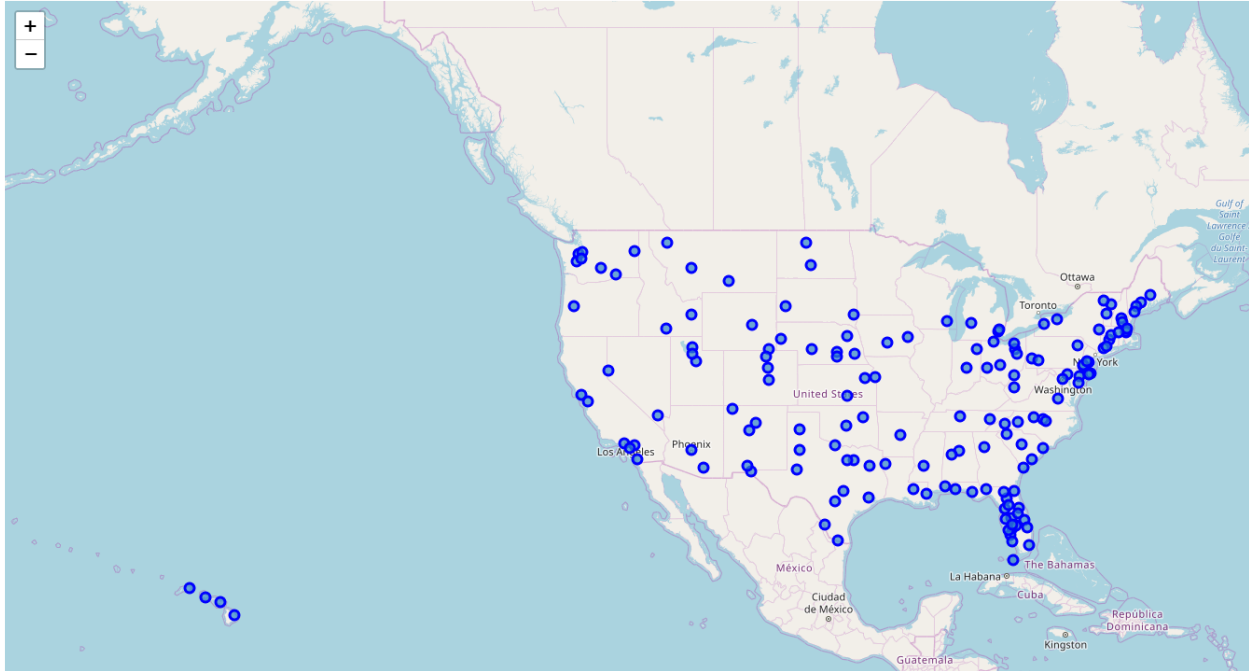 +
−
Gulf of
Saint
Lawrence /
Golfe
du Saint-
Laurent
Ottawa
Toronto
New York
Washington
United States
Phoenix
Los Angeles
The Bahamas
La Habana
México
Cuba
Ciudad
de México
República
Dominicana
Kingston
Guatemala